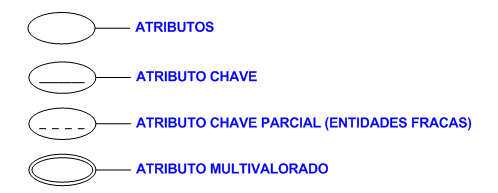 ATRIBUTOS
ATRIBUTO CHAVE
ATRIBUTO CHAVE PARCIAL (ENTIDADES FRACAS)
ATRIBUTO MULTIVALORADO